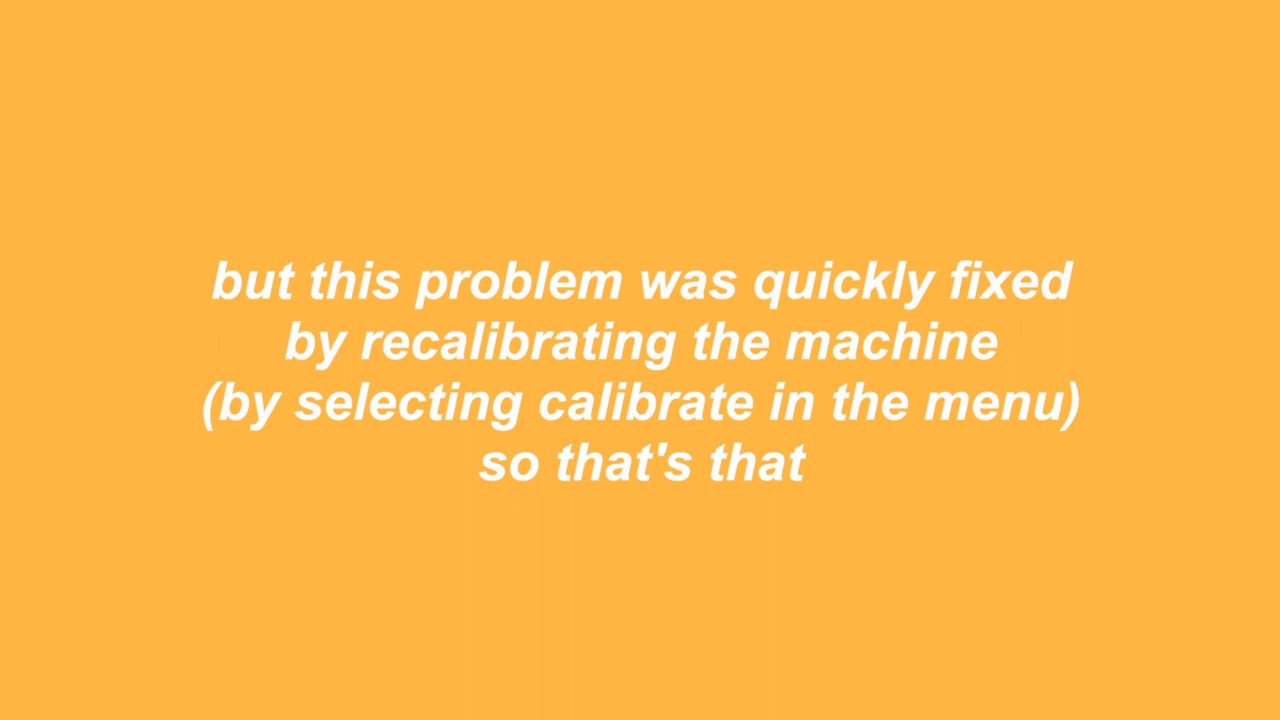 but this problem was quickly fixed
by recalibrating the machine
(by selecting calibrate in the menu)
so that's that